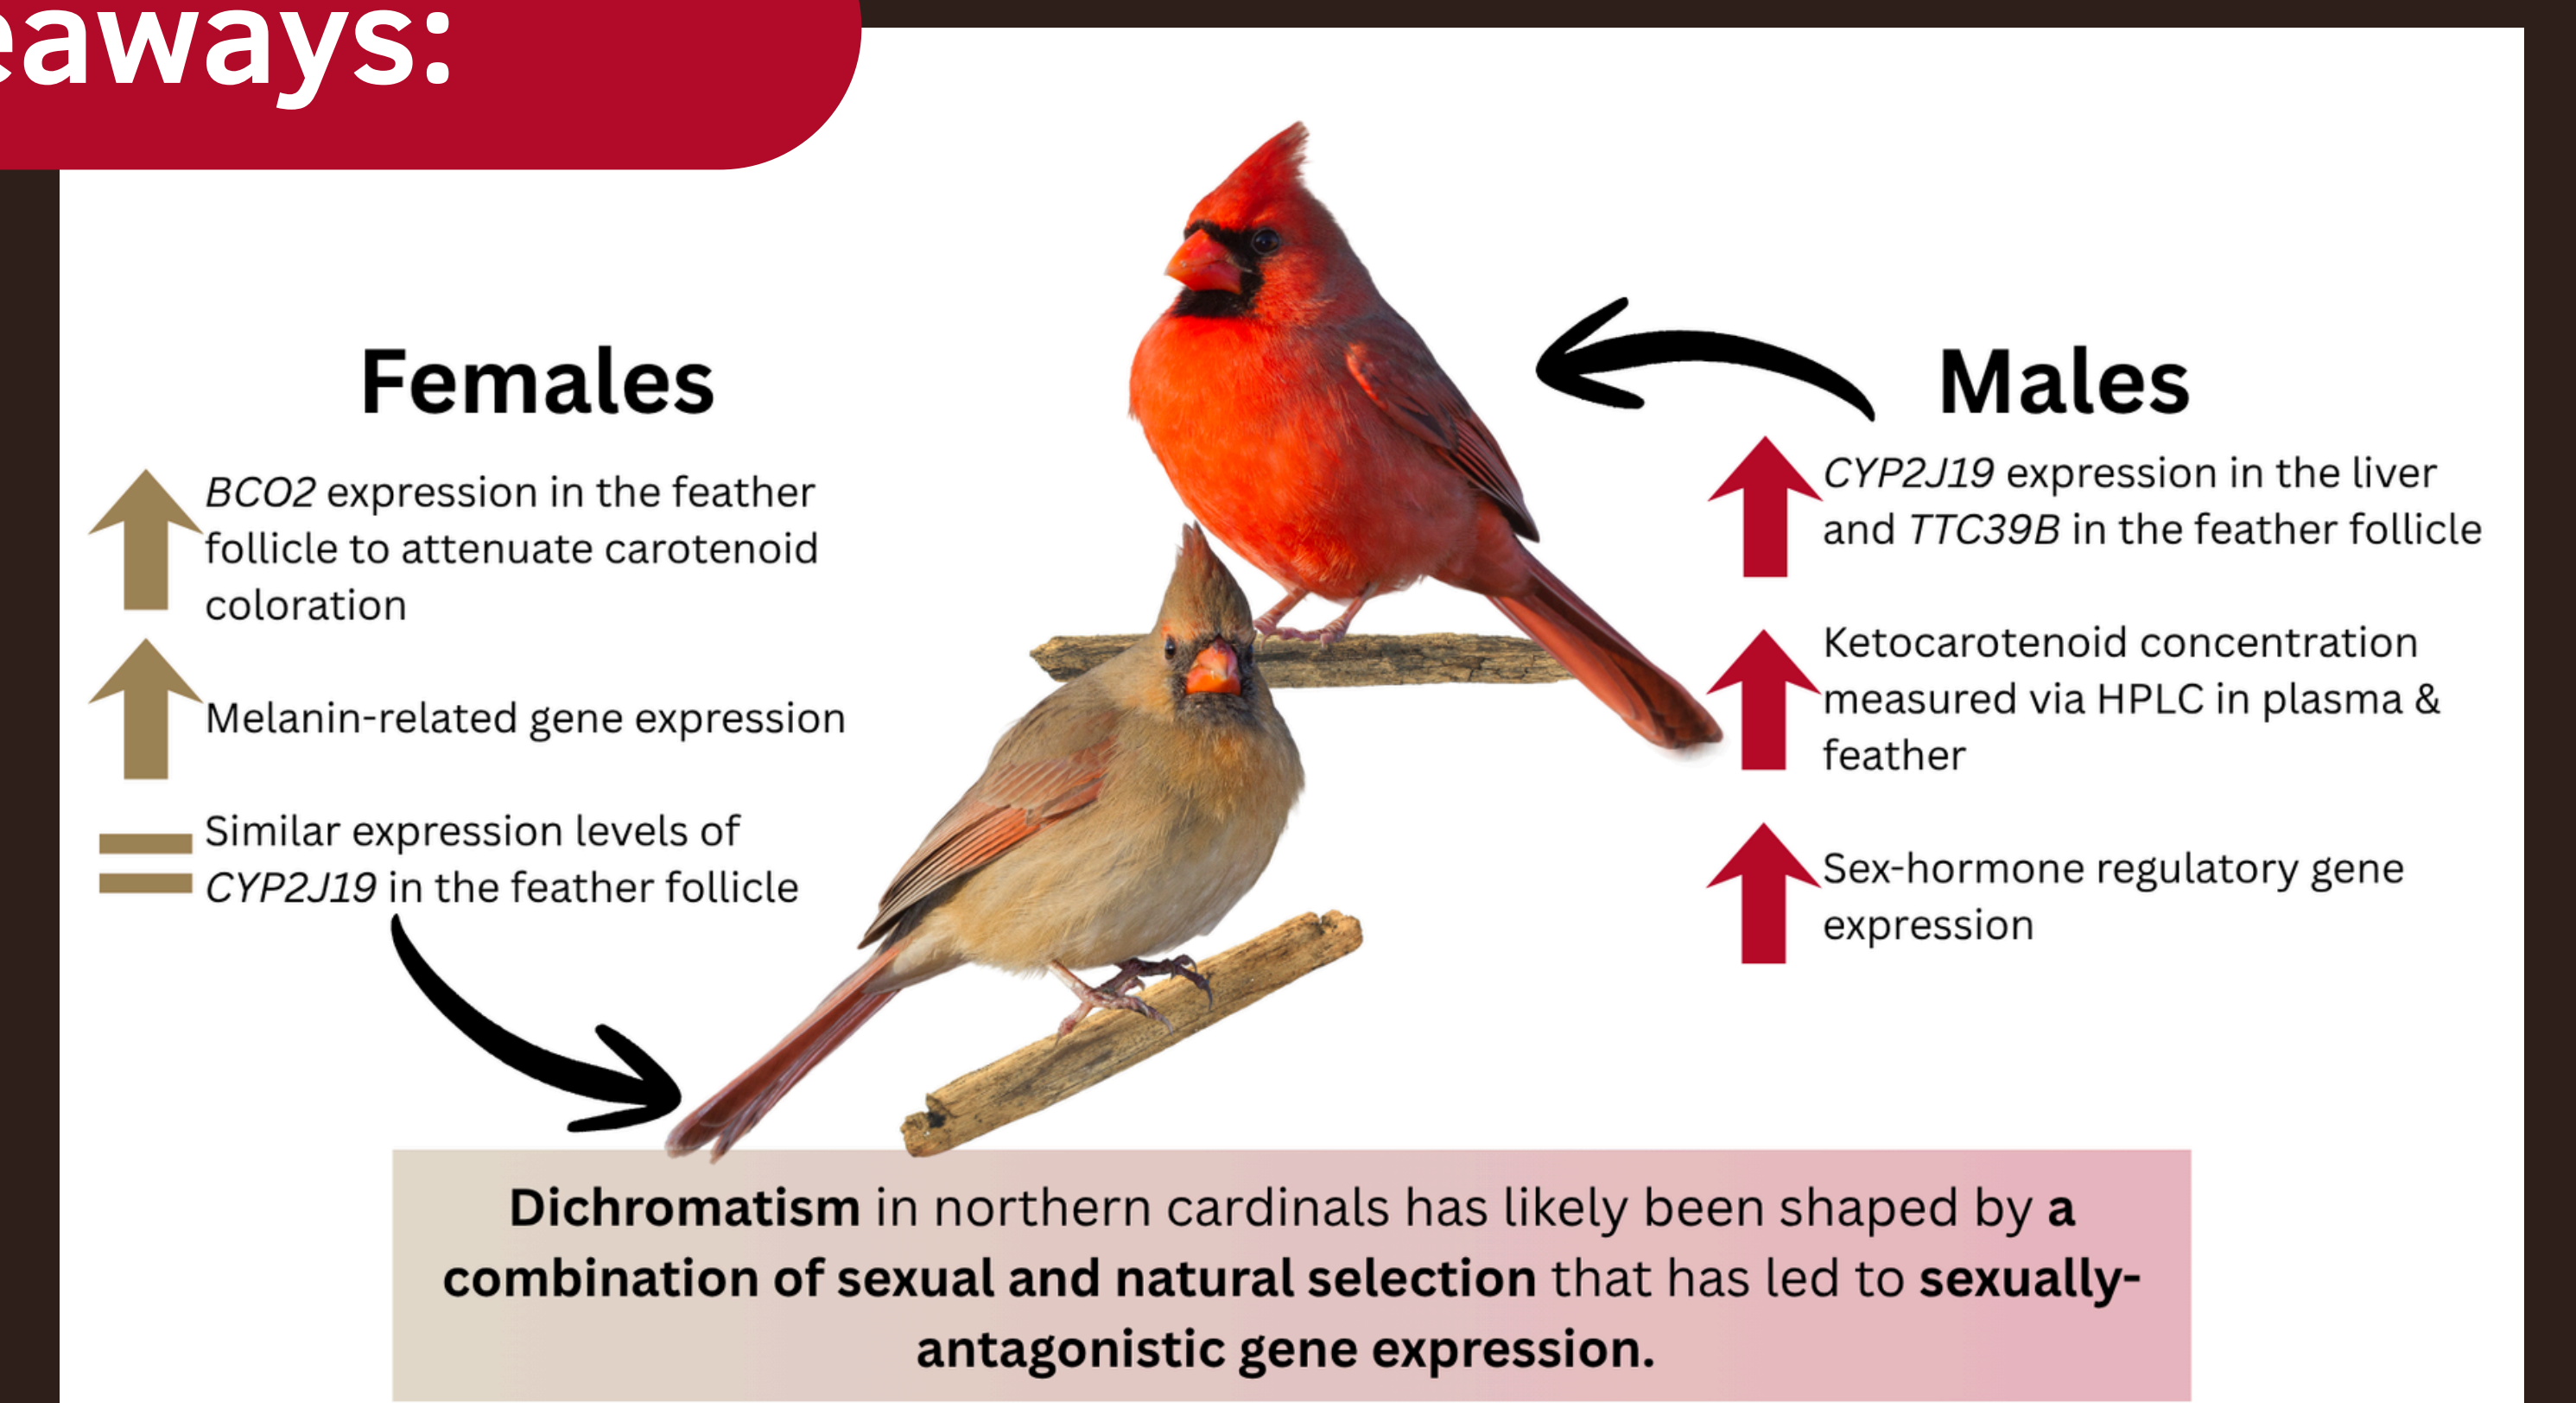 eaways:
Females
BCO2 expression in the feather
follicle to attenuate carotenoid
coloration
Melanin-related gene expression
Similar expression levels of
CYP2J19 in the feather follicle
Males
CYP2J19 expression in the liver
and TTC39B in the feather follicle
Ketocarotenoid concentration
measured via HPLC in plasma &
feather
Sex-hormone regulatory gene
expression
Dichromatism in northern cardinals has likely been shaped by a
combination of sexual and natural selection that has led to sexually-
antagonistic gene expression.